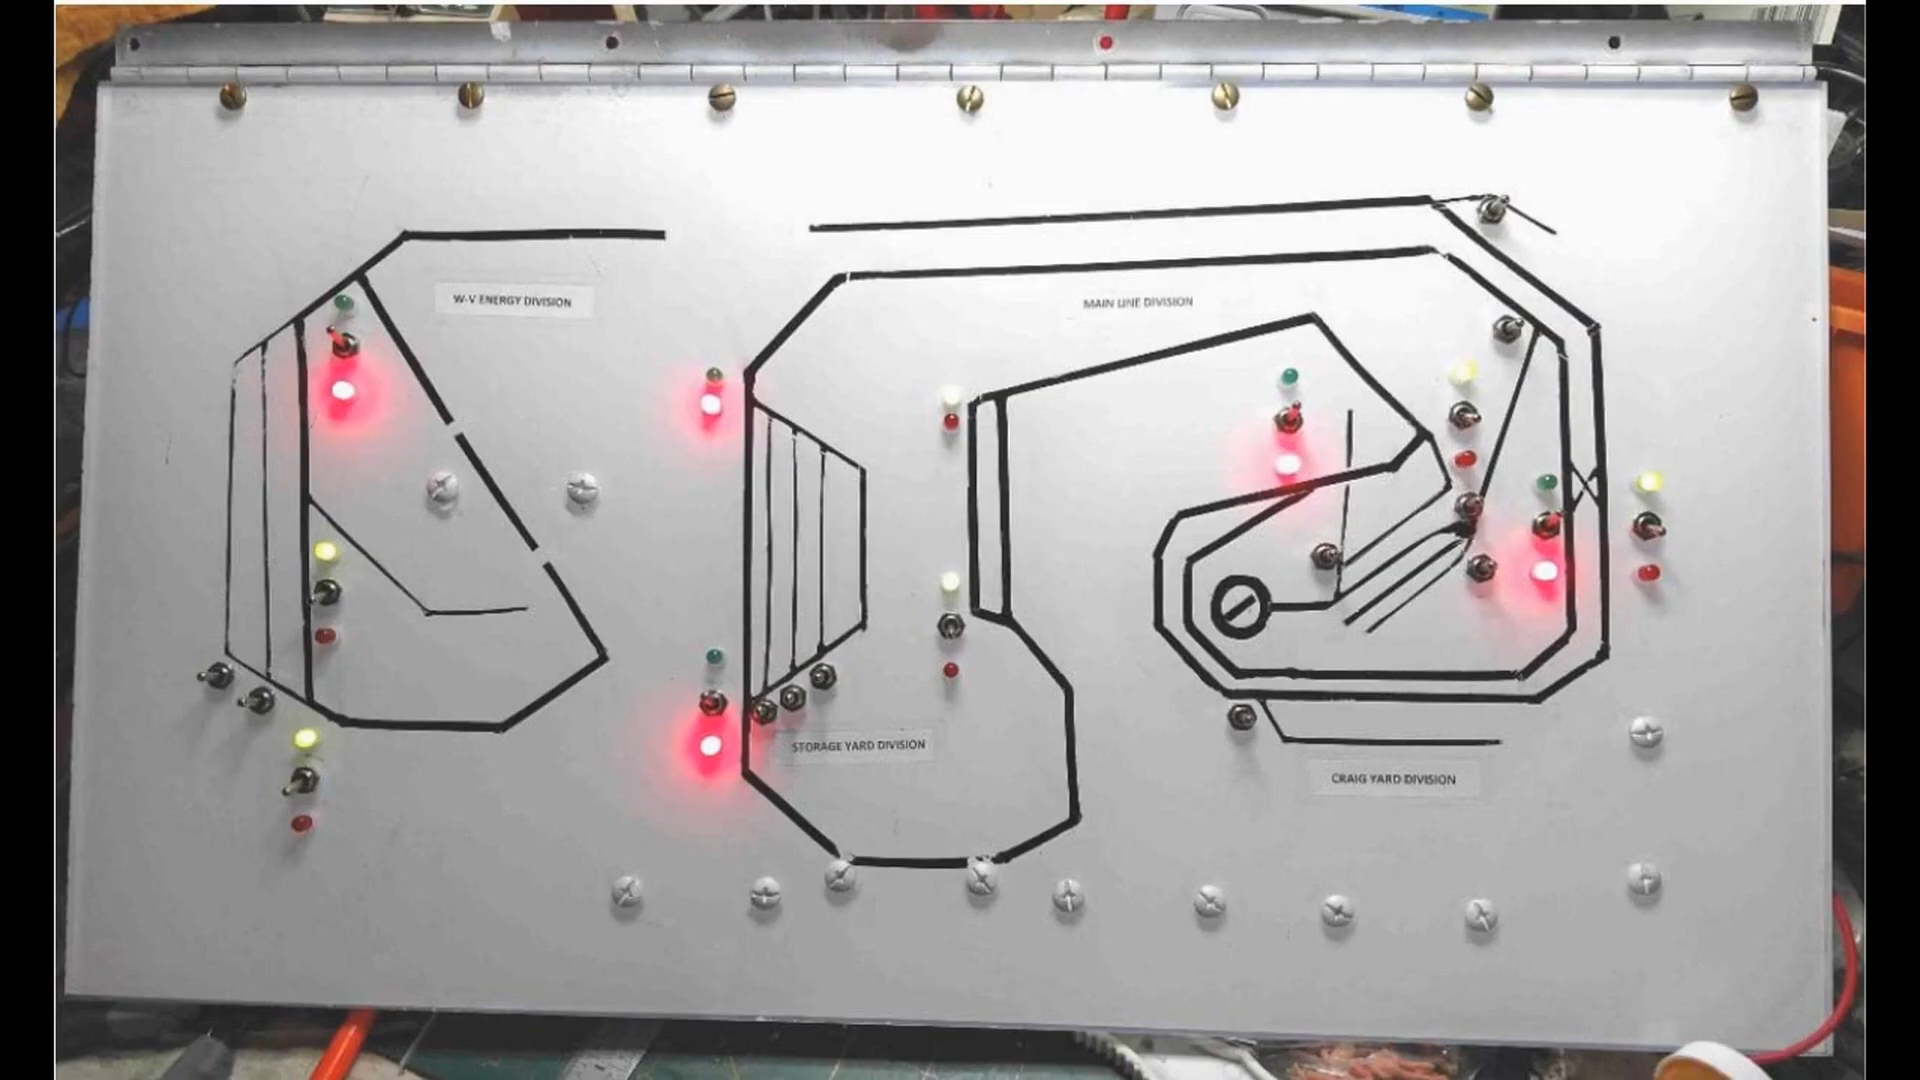 W-V ENERGY DIVISION
MAIN LINE DIVISION
STORAGE YARD DIVISION
CRAIG YARD DIVISION